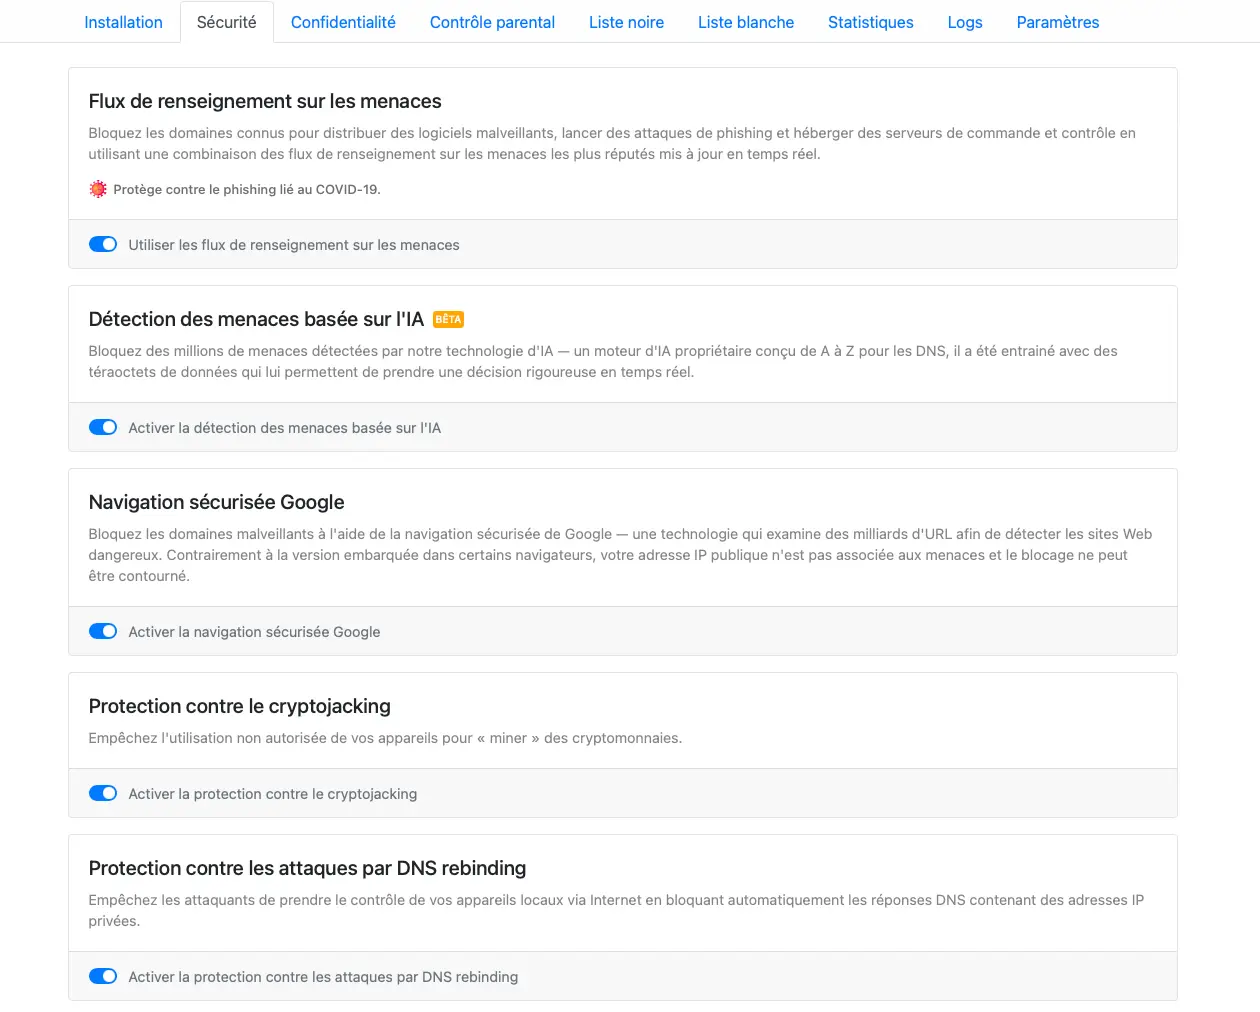 Installation
Sécurité
Confidentialité
Contrôle parental
Liste noire
Liste blanche
Statistiques
Logs
Paramètres
Flux de renseignement sur les menaces
Bloquez les domaines connus pour distribuer des logiciels malveillants, lancer des attaques de phishing et héberger des serveurs de commande et contrôle en
utilisant une combinaison des flux de renseignement sur les menaces les plus réputés mis à jour en temps réel.
Protège contre le phishing lié au COVID-19.
Utiliser les flux de renseignement sur les menaces
Détection des menaces basée sur l'IA BÊTA
Bloquez des millions de menaces détectées par notre technologie d'IA — un moteur d'IA propriétaire conçu de A à Z pour les DNS, il a été entrainé avec des
téraoctets de données qui lui permettent de prendre une décision rigoureuse en temps réel.
Activer la détection des menaces basée sur l'IA
Navigation sécurisée Google
Bloquez les domaines malveillants à l'aide de la navigation sécurisée de Google — une technologie qui examine des milliards d'URL afin de détecter les sites Web
dangereux. Contrairement à la version embarquée dans certains navigateurs, votre adresse IP publique n'est pas associée aux menaces et le blocage ne peut
être contourné.
Activer la navigation sécurisée Google
Protection contre le cryptojacking
Empêchez l'utilisation non autorisée de vos appareils pour « miner » des cryptomonnaies.
Activer la protection contre le cryptojacking
Protection contre les attaques par DNS rebinding
Empêchez les attaquants de prendre le contrôle de vos appareils locaux via Internet en bloquant automatiquement les réponses DNS contenant des adresses IP
privées.
Activer la protection contre les attaques par DNS rebinding